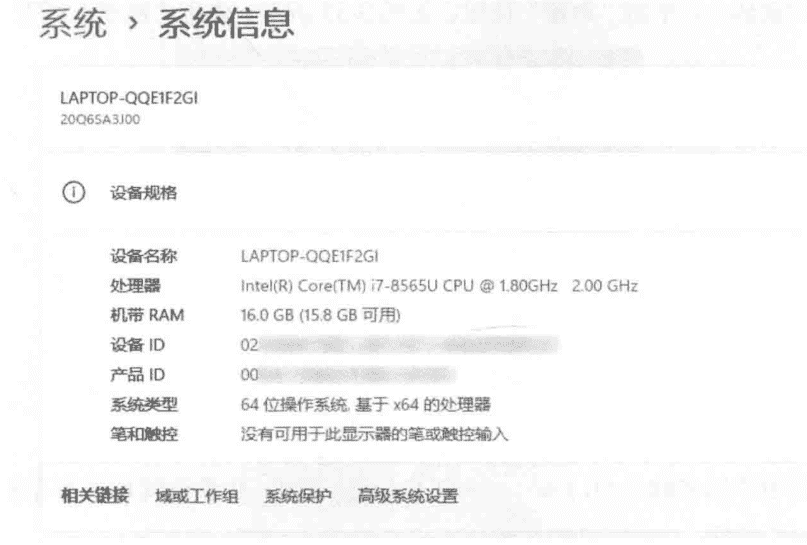 系统 › 系统信息
LAPTOP-QQE1F2GI
20Q6SA3J00
设备规格
设备名称 LAPTOP-QQE1F2GI
处理器 Intel(R) Core(TM) i7-8565U CPU @ 1.80GHz 2.00 GHz
机带 RAM 16.0 GB (15.8 GB 可用)
设备 ID 02
产品 ID 00
系统类型 64 位操作系统, 基于 x64 的处理器
笔和触控 没有可用于此显示器的笔或触控输入
相关链接 域或工作组 系统保护 高级系统设置